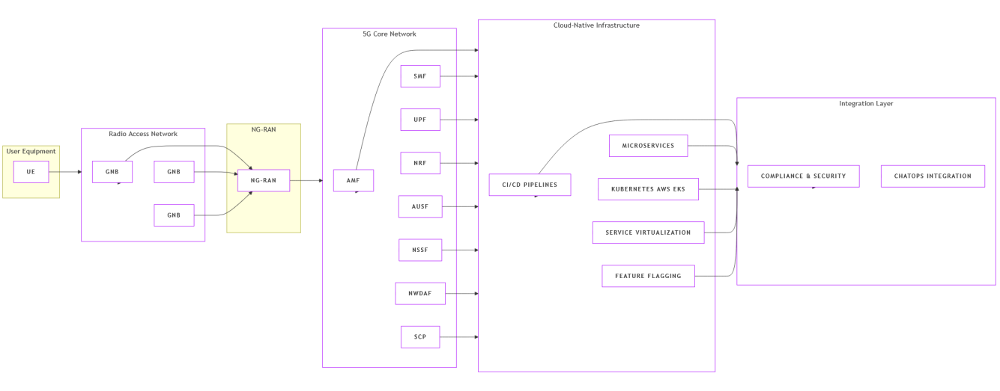 User Equipment
UE
Radio Access Network
GNB
GNB
GNB
NG-RAN
NG-RAN
5G Core Network
AMF
SMF
UPF
NRF
AUSF
NSSF
NWDAF
SCP
Cloud-Native Infrastructure
CI/CD PIPELINES
MICROSERVICES
KUBERNETES AWS EKS
SERVICE VIRTUALIZATION
FEATURE FLAGGING
Integration Layer
COMPLIANCE & SECURITY
CHATOPS INTEGRATION